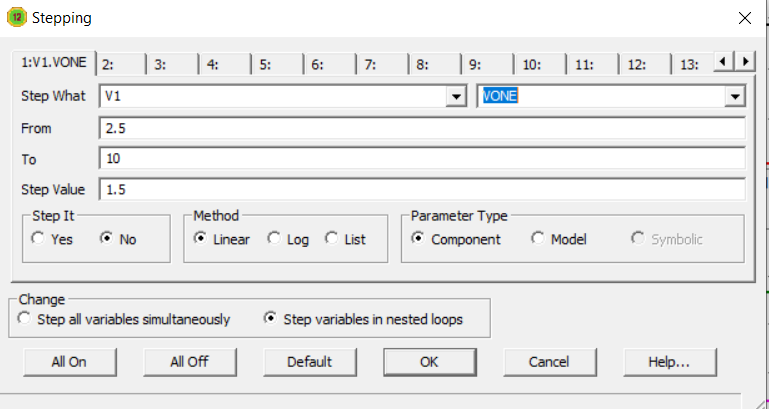 12 Stepping
1:V1.VONE 2: 3: 4: 5: 6: 7: 8: 9: 10: 11: 12: 13:
Step What V1 VONE
From 2.5
To 10
Step Value 1.5
Step It Method Parameter Type
Yes No Linear Log List Component Model Symbolic
Change
Step all variables simultaneously Step variables in nested loops
All On All Off Default OK Cancel Help...